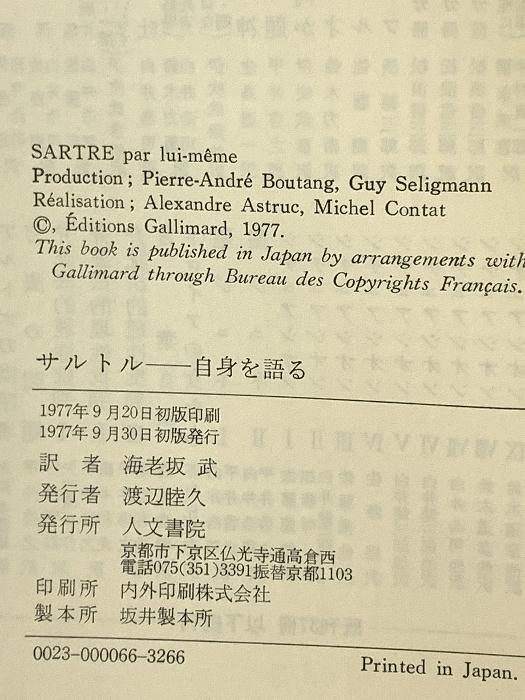 SARTRE par lui-même
Production; Pierre-André Boutang, Guy Seligmann
Réalisation; Alexandre Astruc, Michel Contat
©, Éditions Gallimard, 1977.
This book is published in Japan by arrangements with
Gallimard through Bureau des Copyrights Français.
サルトル——自身を語る
1977年9月20日初版印刷
1977年9月30日初版発行
訳 者 海老坂 武
発行者 渡辺睦久
発行所 人文書院
京都市下京区仏光寺通高倉西
電話075(351)3391振替京都1103
印刷所 内外印刷株式会社
製本所 坂井製本所
0023-000066-3266
Printed in Japan.